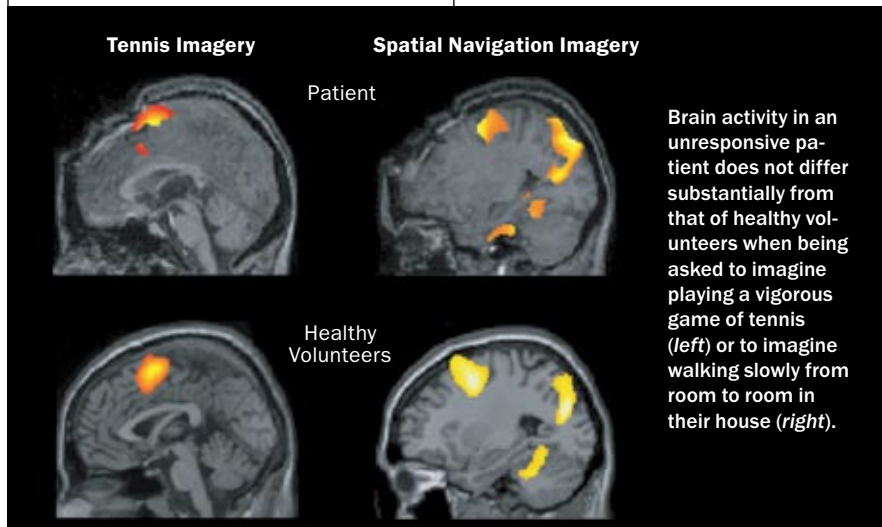 Tennis Imagery
Spatial Navigation Imagery
Patient
Healthy
Volunteers
Brain activity in an
unresponsive pa-
tient does not differ
substantially from
that of healthy vol-
unteers when being
asked to imagine
playing a vigorous
game of tennis
(left) or to imagine
walking slowly from
room to room in
their house (right).